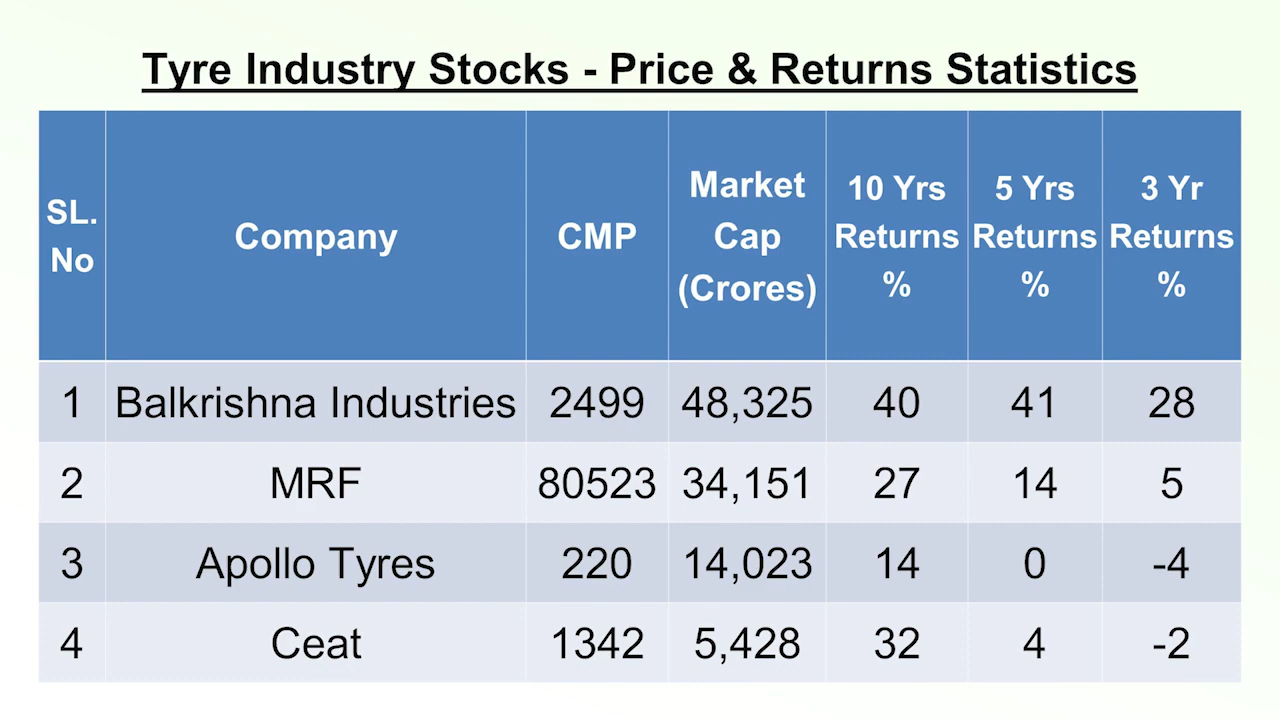 Tyre Industry Stocks - Price & Returns Statistics
SL. No Company CMP Market Cap (Crores) 10 Yrs Returns % 5 Yrs Returns % 3 Yr Returns %
1 Balkrishna Industries 2499 48,325 40 41 28
2 MRF 80523 34,151 27 14 5
3 Apollo Tyres 220 14,023 14 0 -4
4 Ceat 1342 5,428 32 4 -2